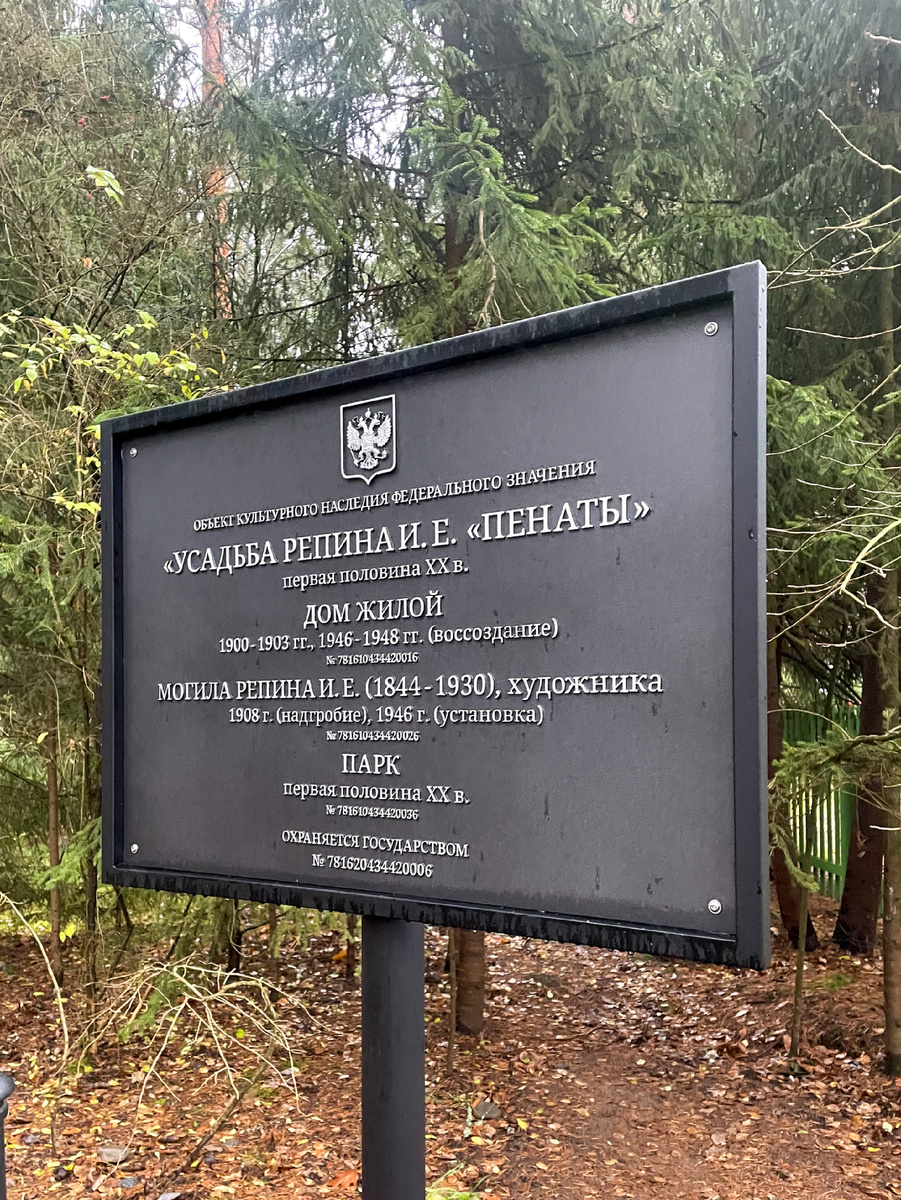 ОБЪЕКТ КУЛЬТУРНОГО НАСЛЕДИЯ ФЕДЕРАЛЬНОГО ЗНАЧЕНИЯ
«УСАДЬБА РЕПИНА И. Е. «ПЕНАТЫ»
первая половина XX в.
ДОМ ЖИЛОЙ
1900-1903 гг., 1946-1948 гг. (воссоздание)
№ 781610434420016
МОГИЛА РЕПИНА И. Е. (1844-1930), художника
1908 г. (надгробие), 1946 г. (установка)
№ 781610434420026
ПАРК
первая половина XX в.
№ 781610434420036
ОХРАНЯЕТСЯ ГОСУДАРСТВОМ
№ 781620434420006